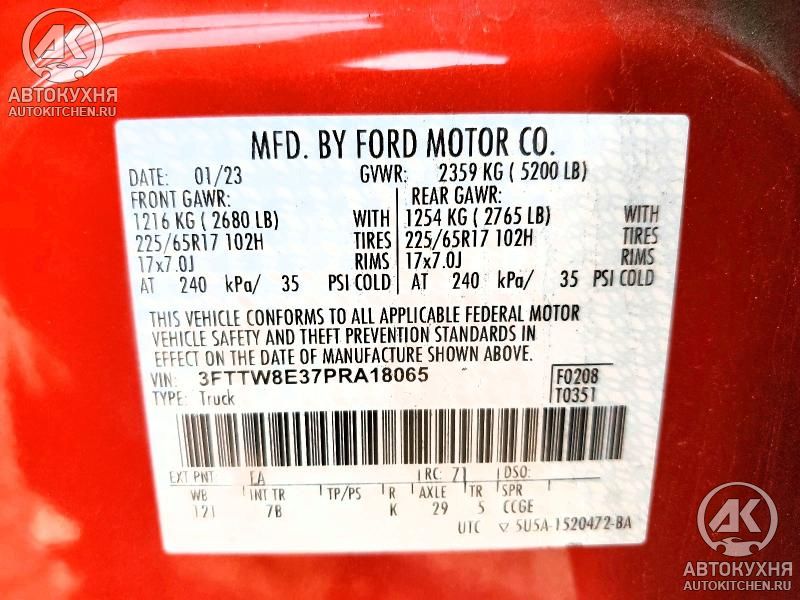 АК
АВТОКУХНЯ
AUTOKITCHEN.RU
MFD. BY FORD MOTOR CO.
DATE: 01/23 GVWR: 2359 KG ( 5200 LB)
FRONT GAWR: REAR GAWR:
1216 KG ( 2680 LB) WITH 1254 KG ( 2765 LB) WITH
225/65R17 102H TIRES 225/65R17 102H TIRES
17x7.0J RIMS 17x7.0J RIMS
AT 240 kPa/ 35 PSI COLD AT 240 kPa/ 35 PSI COLD
THIS VEHICLE CONFORMS TO ALL APPLICABLE FEDERAL MOTOR
VEHICLE SAFETY AND THEFT PREVENTION STANDARDS IN
EFFECT ON THE DATE OF MANUFACTURE SHOWN ABOVE.
VIN: 3FTTW8E37PRA18065 F0208
TYPE: Truck T0351
EXT PNT EA RC: 71 DSO:
WB INT TR TP/PS R AXLE TR SPR
121 7B K 29 5 CCGE
UTC ▽ 5U5A-1520472-BA
АК
АВТОКУХНЯ
AUTOKITCHEN.RU